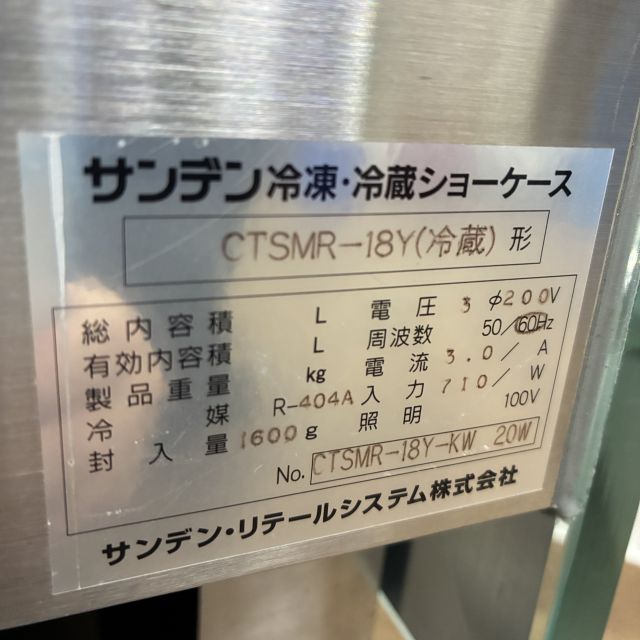 サンデン冷凍・冷蔵ショーケース
CTSMR-18Y(冷蔵) 形
総内容積 L 電圧 3 φ200V
有効内容積 L 周波数 50/60Hz
製品重量 kg 電流 3.0/ A
冷媒 R-404A 入力 710/ W
封入量 1600g 照明 100V
No. CTSMR-18Y-KW 20W
サンデン・リテールシステム株式会社